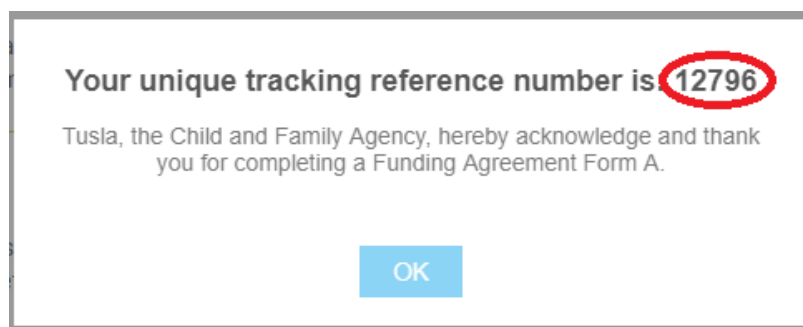 Your unique tracking reference number is: 12796
Tusla, the Child and Family Agency, hereby acknowledge and thank
you for completing a Funding Agreement Form A.
OK